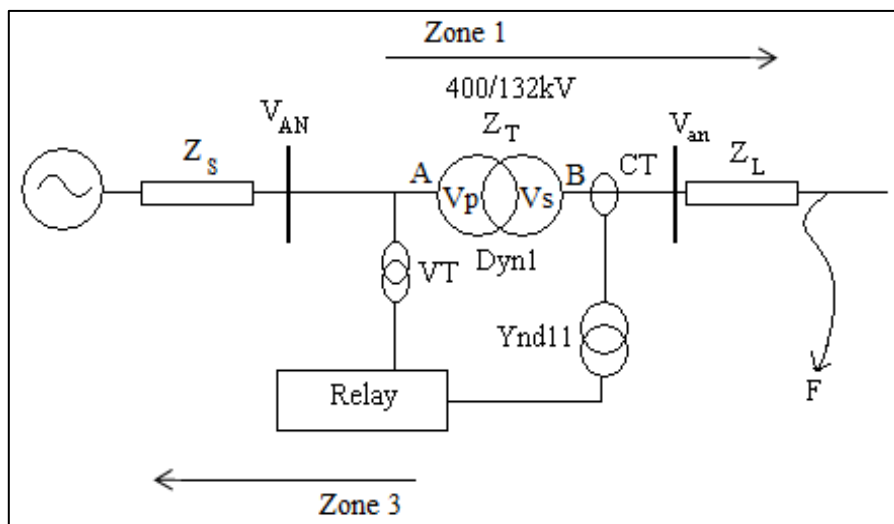 Zone 1
400/132kV
V_AN
Z_T
V_an
Z_S
A
B
CT
Z_L
Vp
Vs
VT
Dyn1
Ynd11
Relay
F
Zone 3